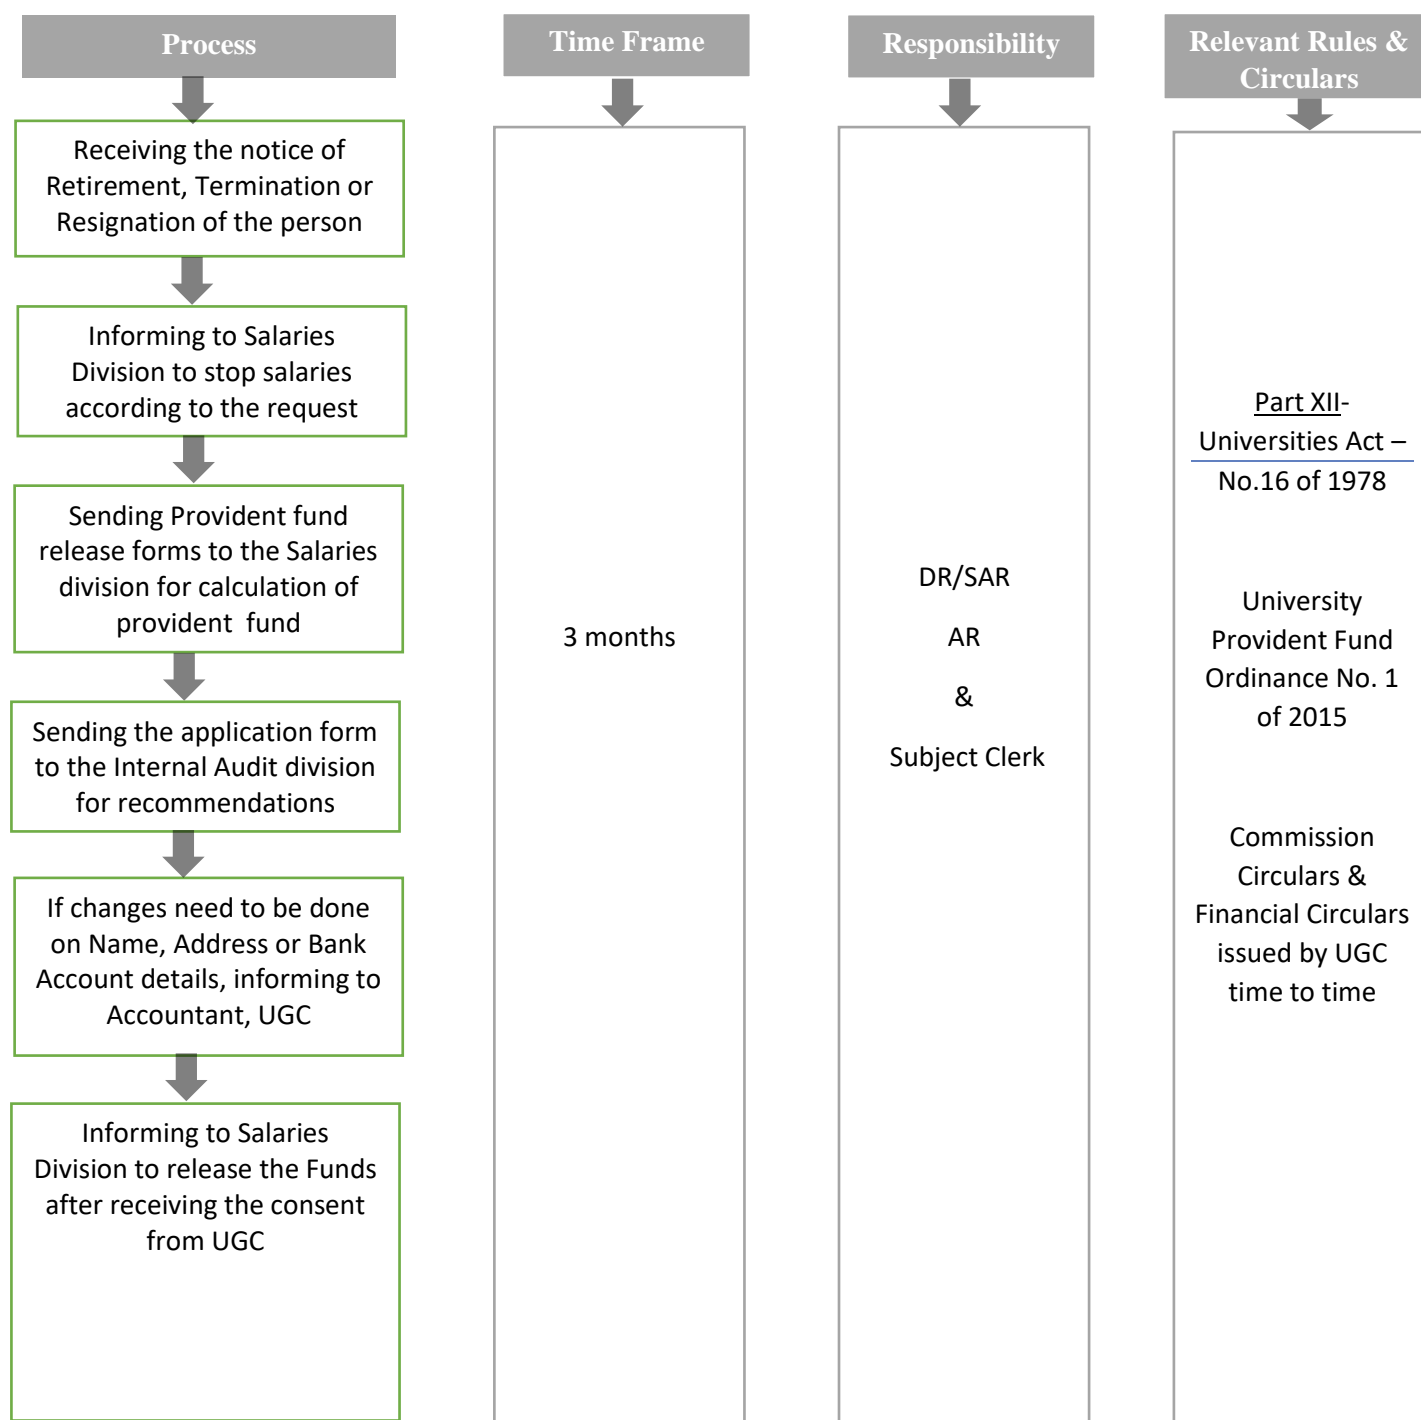 Process
Time Frame
Responsibility
Relevant Rules &
Circulars
Receiving the notice of
Retirement, Termination or
Resignation of the person
Informing to Salaries
Division to stop salaries
according to the request
Sending Provident fund
release forms to the Salaries
division for calculation of
provident fund
Sending the application form
to the Internal Audit division
for recommendations
If changes need to be done
on Name, Address or Bank
Account details, informing to
Accountant, UGC
Informing to Salaries
Division to release the Funds
after receiving the consent
from UGC
3 months
DR/SAR
AR
&
Subject Clerk
Part XII-
Universities Act –
No.16 of 1978
University
Provident Fund
Ordinance No. 1
of 2015
Commission
Circulars &
Financial Circulars
issued by UGC
time to time